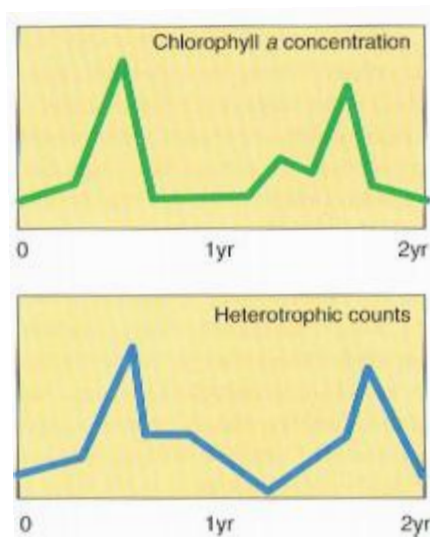 Chlorophyll a concentration
0 1yr 2yr
Heterotrophic counts
0 1yr 2yr